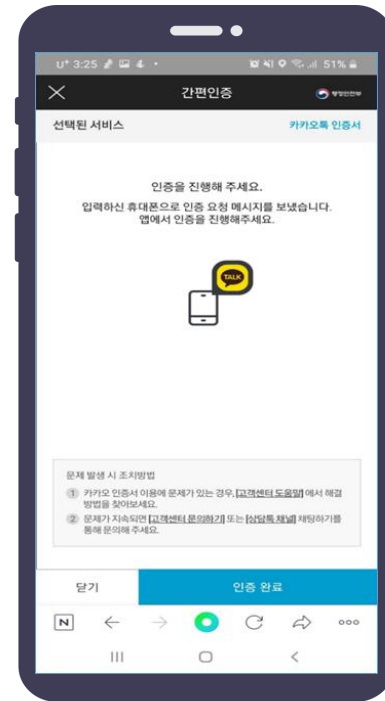 U+ 3:25
51%
간편인증
행정안전부
선택된 서비스
카카오톡 인증서
인증을 진행해 주세요.
입력하신 휴대폰으로 인증 요청 메시지를 보냈습니다.
앱에서 인증을 진행해주세요.
TALK
문제 발생 시 조치방법
① 카카오 인증서 이용에 문제가 있는 경우, [고객센터 도움말] 에서 해결
방법을 찾아보세요.
② 문제가 지속되면 [고객센터 문의하기] 또는 [상담톡 채널] 채팅하기를
통해 문의해 주세요.
닫기
인증 완료
N